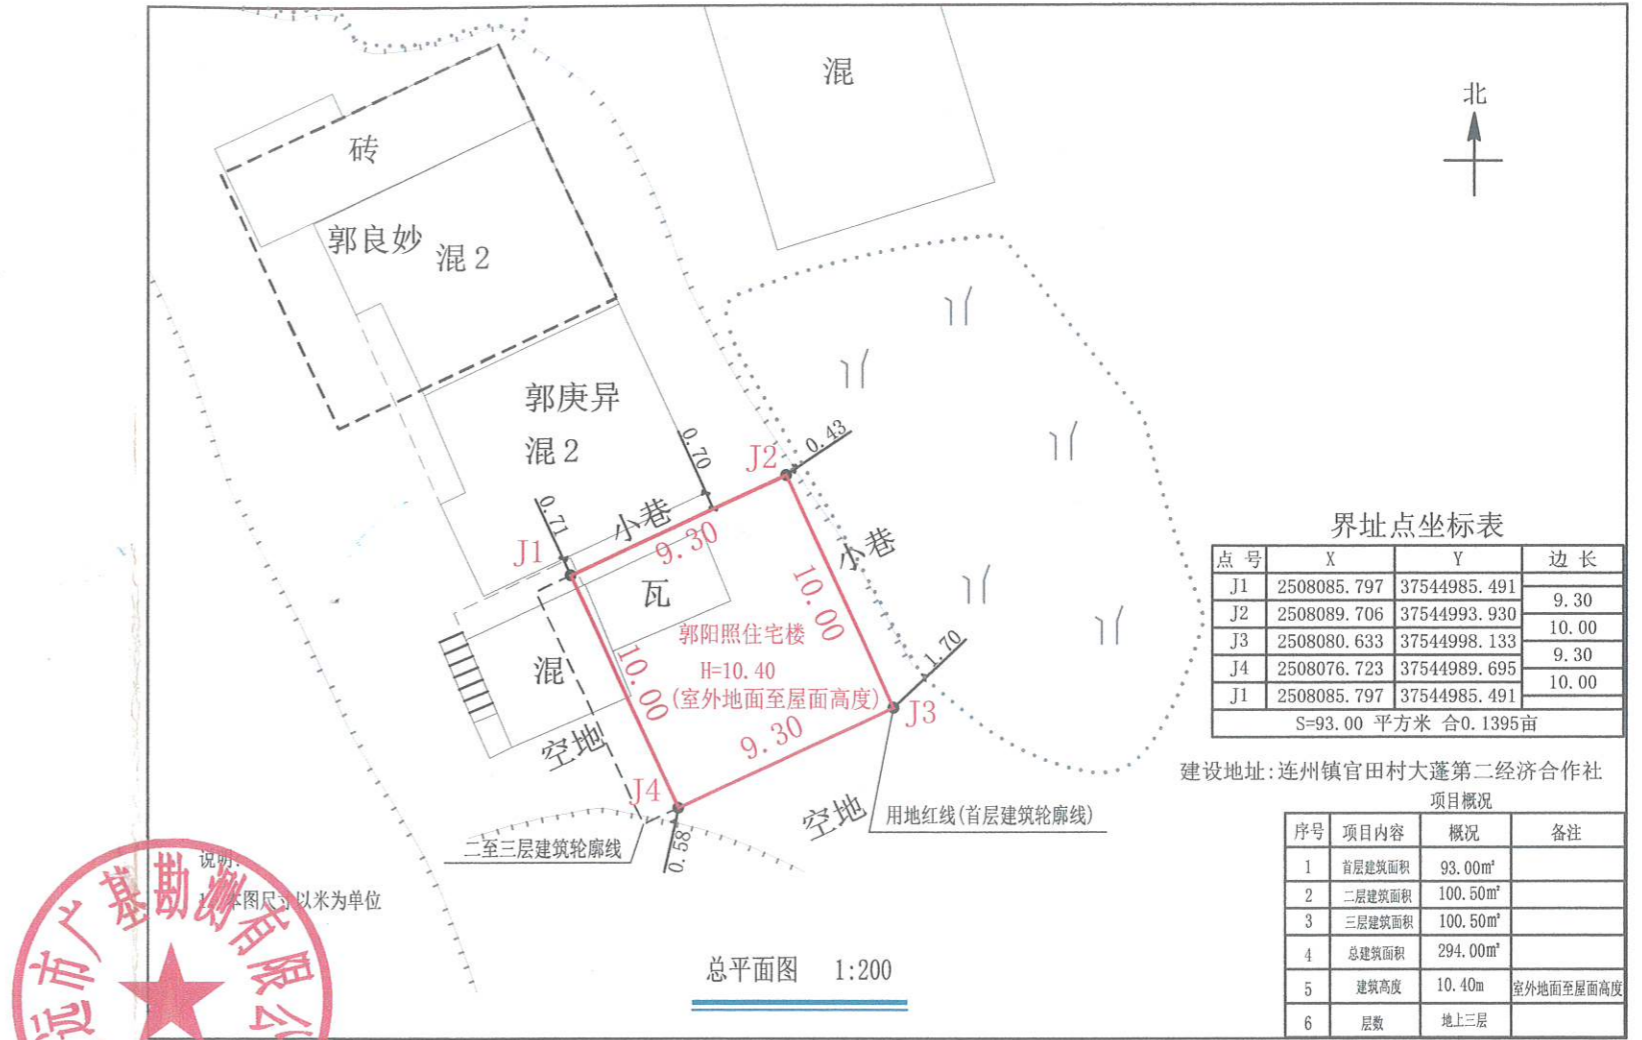 混
北
砖
郭良妙
混2
郭庚异
混2
0.70
J2
0.43
0.71
小巷
J1
9.30
小巷
瓦
10.00
郭阳照住宅楼
H=10.40
(室外地面至屋面高度)
混
10.00
1.70
J3
9.30
空地
J4
空地
用地红线(首层建筑轮廓线)
二至三层建筑轮廓线
0.58
界址点坐标表
点号 X Y 边长
J1 2508085.797 37544985.491
9.30
J2 2508089.706 37544993.930
10.00
J3 2508080.633 37544998.133
9.30
J4 2508076.723 37544989.695
10.00
J1 2508085.797 37544985.491
S=93.00 平方米 合0.1395亩
建设地址:连州镇官田村大蓬第二经济合作社
项目概况
序号 项目内容 概况 备注
1 首层建筑面积 93.00m²
2 二层建筑面积 100.50m²
3 三层建筑面积 100.50m²
4 总建筑面积 294.00m²
5 建筑高度 10.40m 室外地面至屋面高度
6 层数 地上三层
说明:
1、本图尺寸以米为单位
远市广基勘测有限公
总平面图 1:200